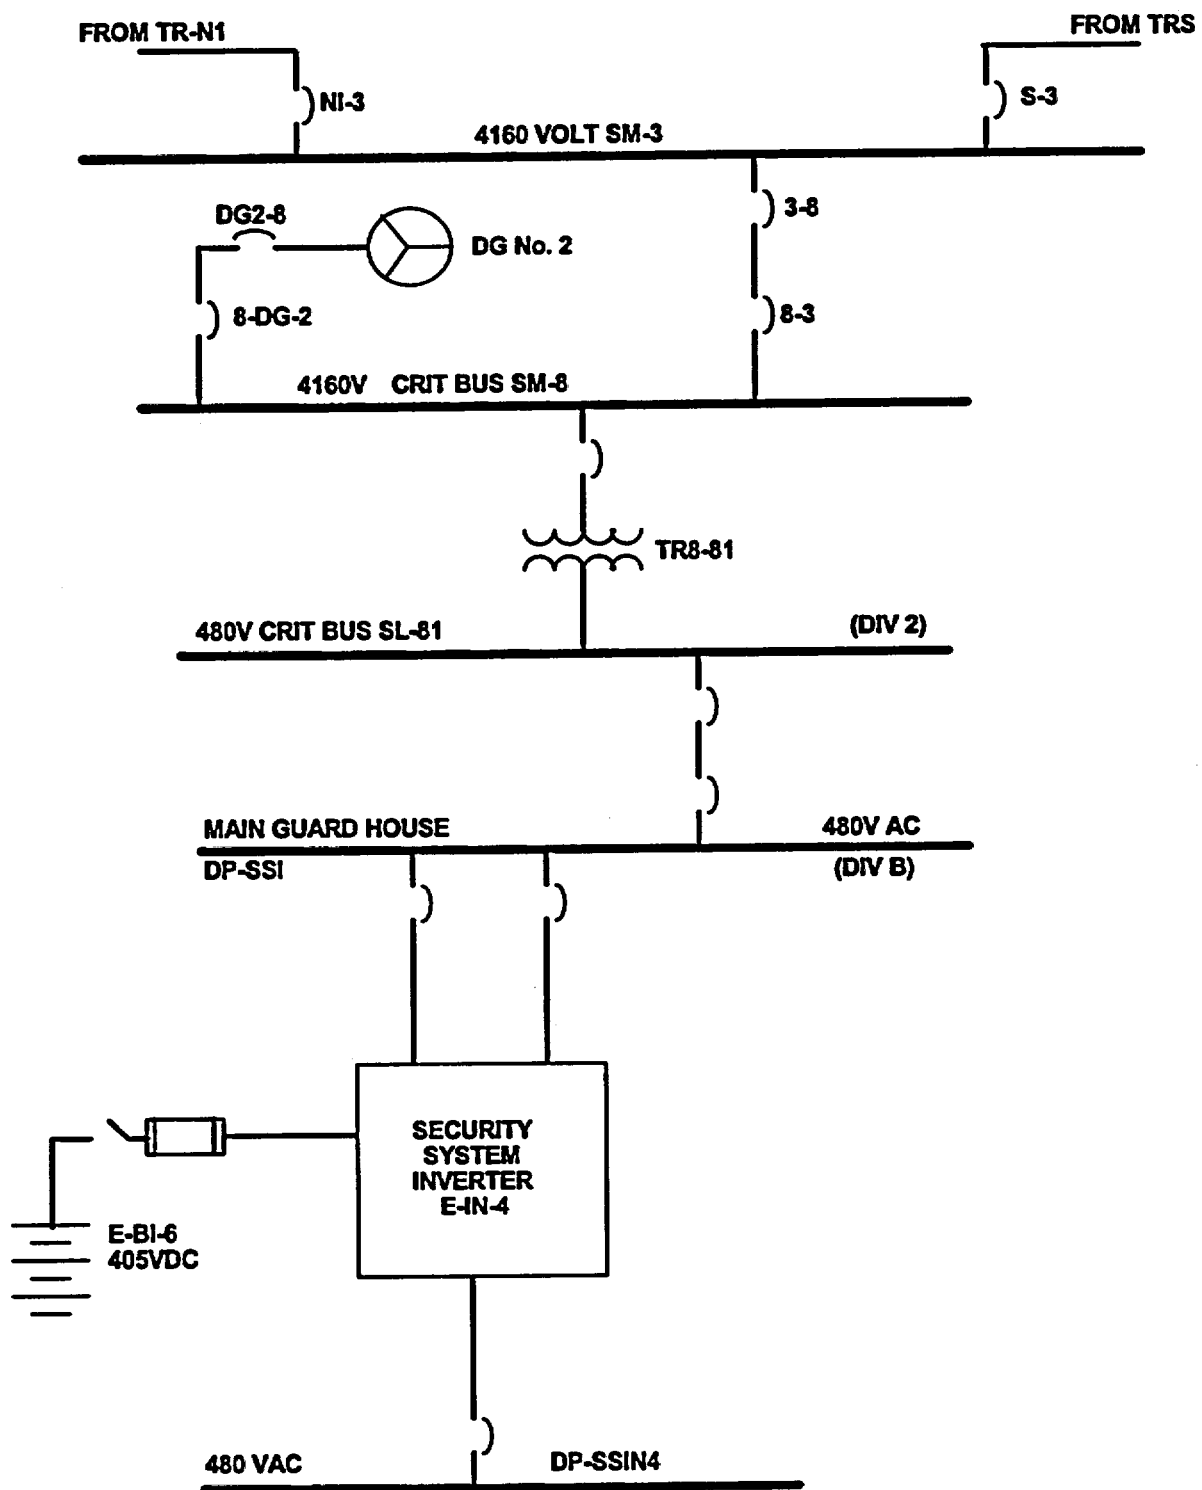 FROM TR-N1
FROM TRS
NI-3
S-3
4160 VOLT SM-3
3-8
DG2-8
DG No. 2
8-DG-2
8-3
4160V CRIT BUS SM-8
TR8-81
480V CRIT BUS SL-81
(DIV 2)
MAIN GUARD HOUSE
480V AC
DP-SSI
(DIV B)
SECURITY
SYSTEM
INVERTER
E-IN-4
E-BI-6
405VDC
480 VAC
DP-SSIN4